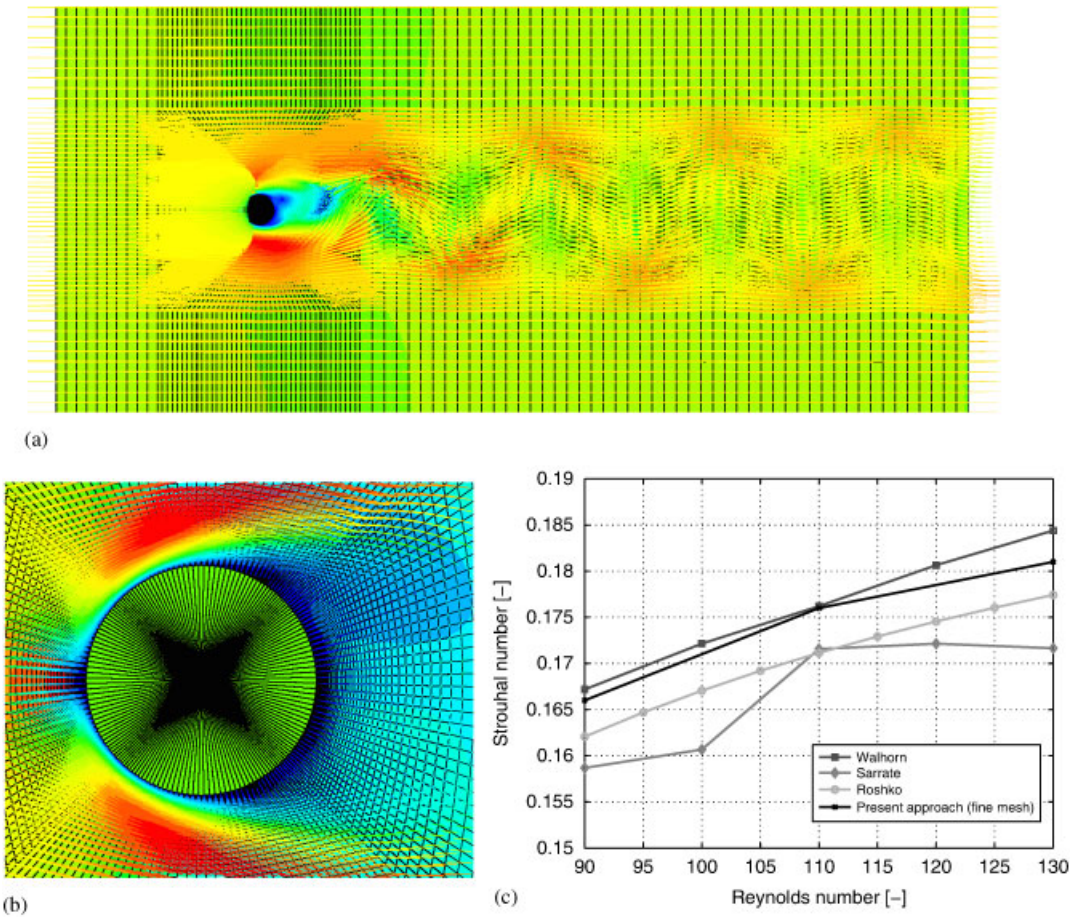 (a)
(b)
(c)
Strouhal number [–]
0.19
0.185
0.18
0.175
0.17
0.165
0.16
0.155
0.15
Walhorn
Sarrate
Roshko
Present approach (fine mesh)
90 95 100 105 110 115 120 125 130
Reynolds number [–]